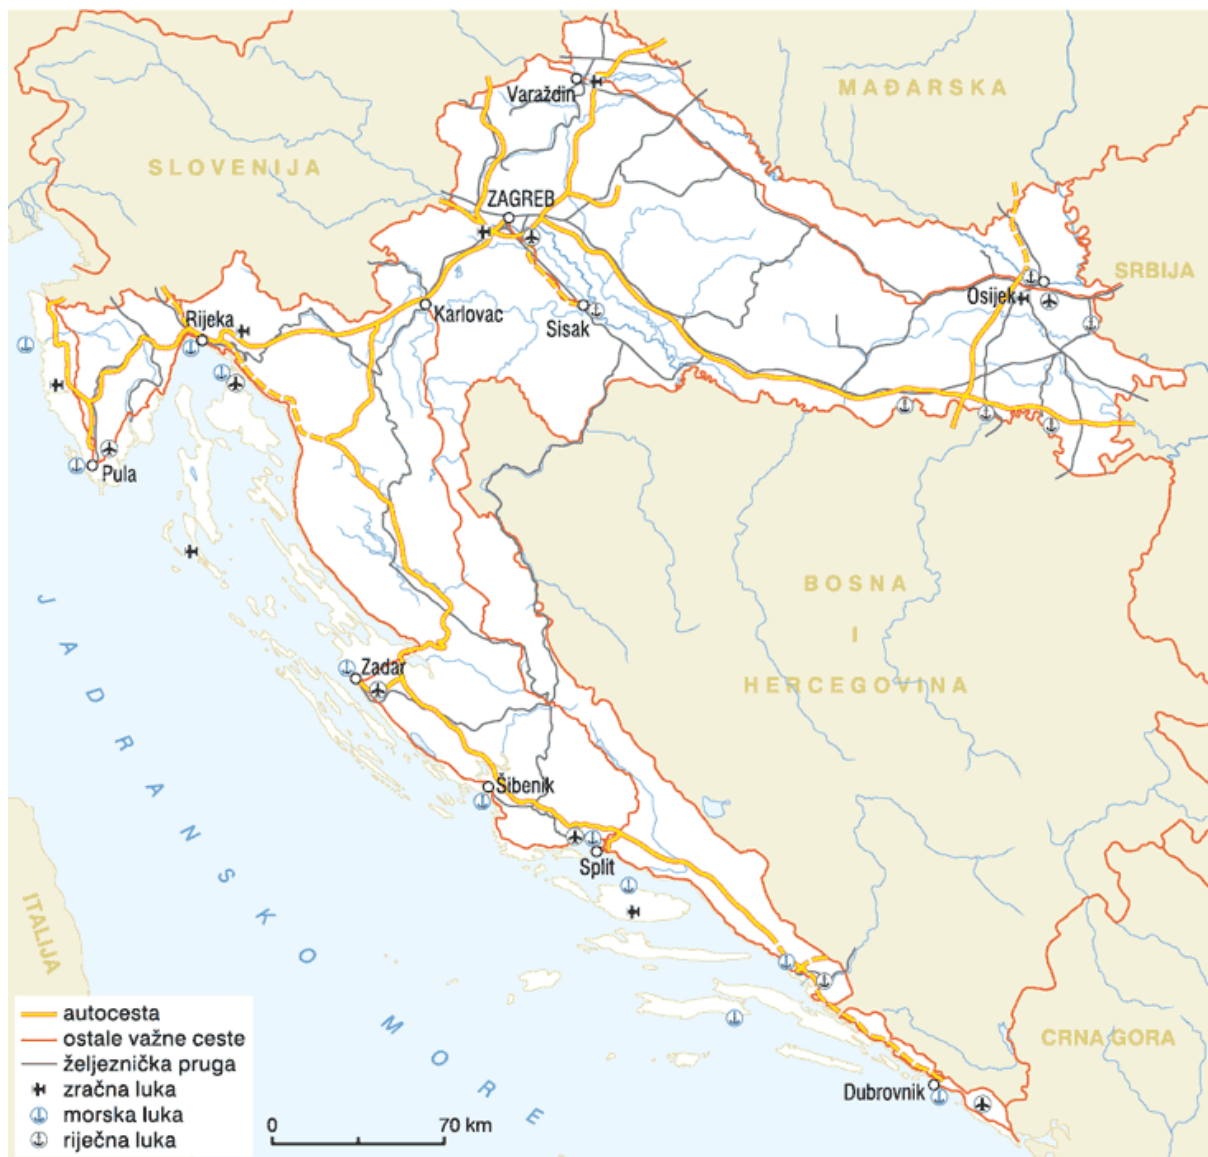 MAĐARSKA
Varaždin
SLOVENIJA
ZAGREB
SRBIJA
Osijek
Rijeka
Karlovac
Sisak
Pula
BOSNA
I
HERCEGOVINA
JADRANSKO MORE
Zadar
Šibenik
Split
ITALIJA
CRNA GORA
Dubrovnik
autocesta
ostale važne ceste
željeznička pruga
zračna luka
morska luka
riječna luka
0 70 km